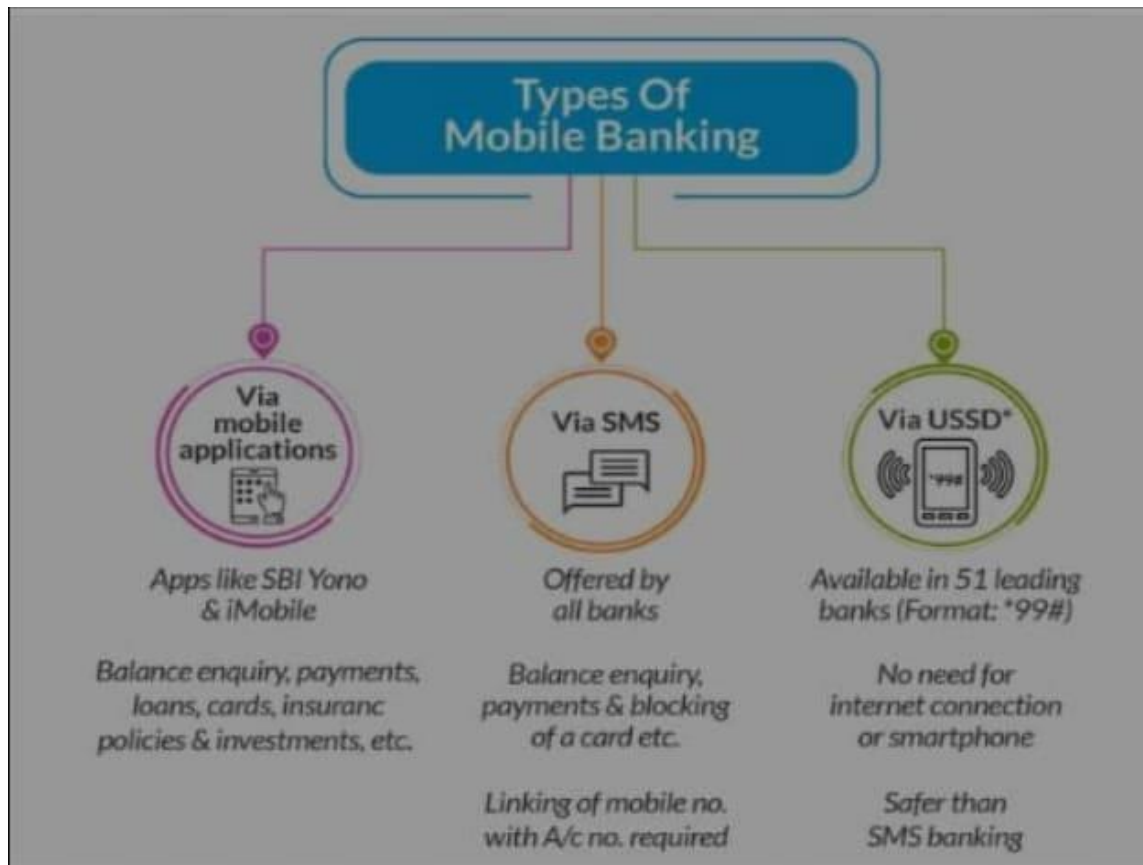 Types Of
Mobile Banking
Via
mobile
applications
Apps like SBI Yono
& iMobile
Balance enquiry, payments,
loans, cards, insuranc
policies & investments, etc.
Via SMS
Offered by
all banks
Balance enquiry,
payments & blocking
of a card etc.
Linking of mobile no.
with A/c no. required
Via USSD*
*99#
Available in 51 leading
banks (Format: *99#)
No need for
internet connection
or smartphone
Safer than
SMS banking